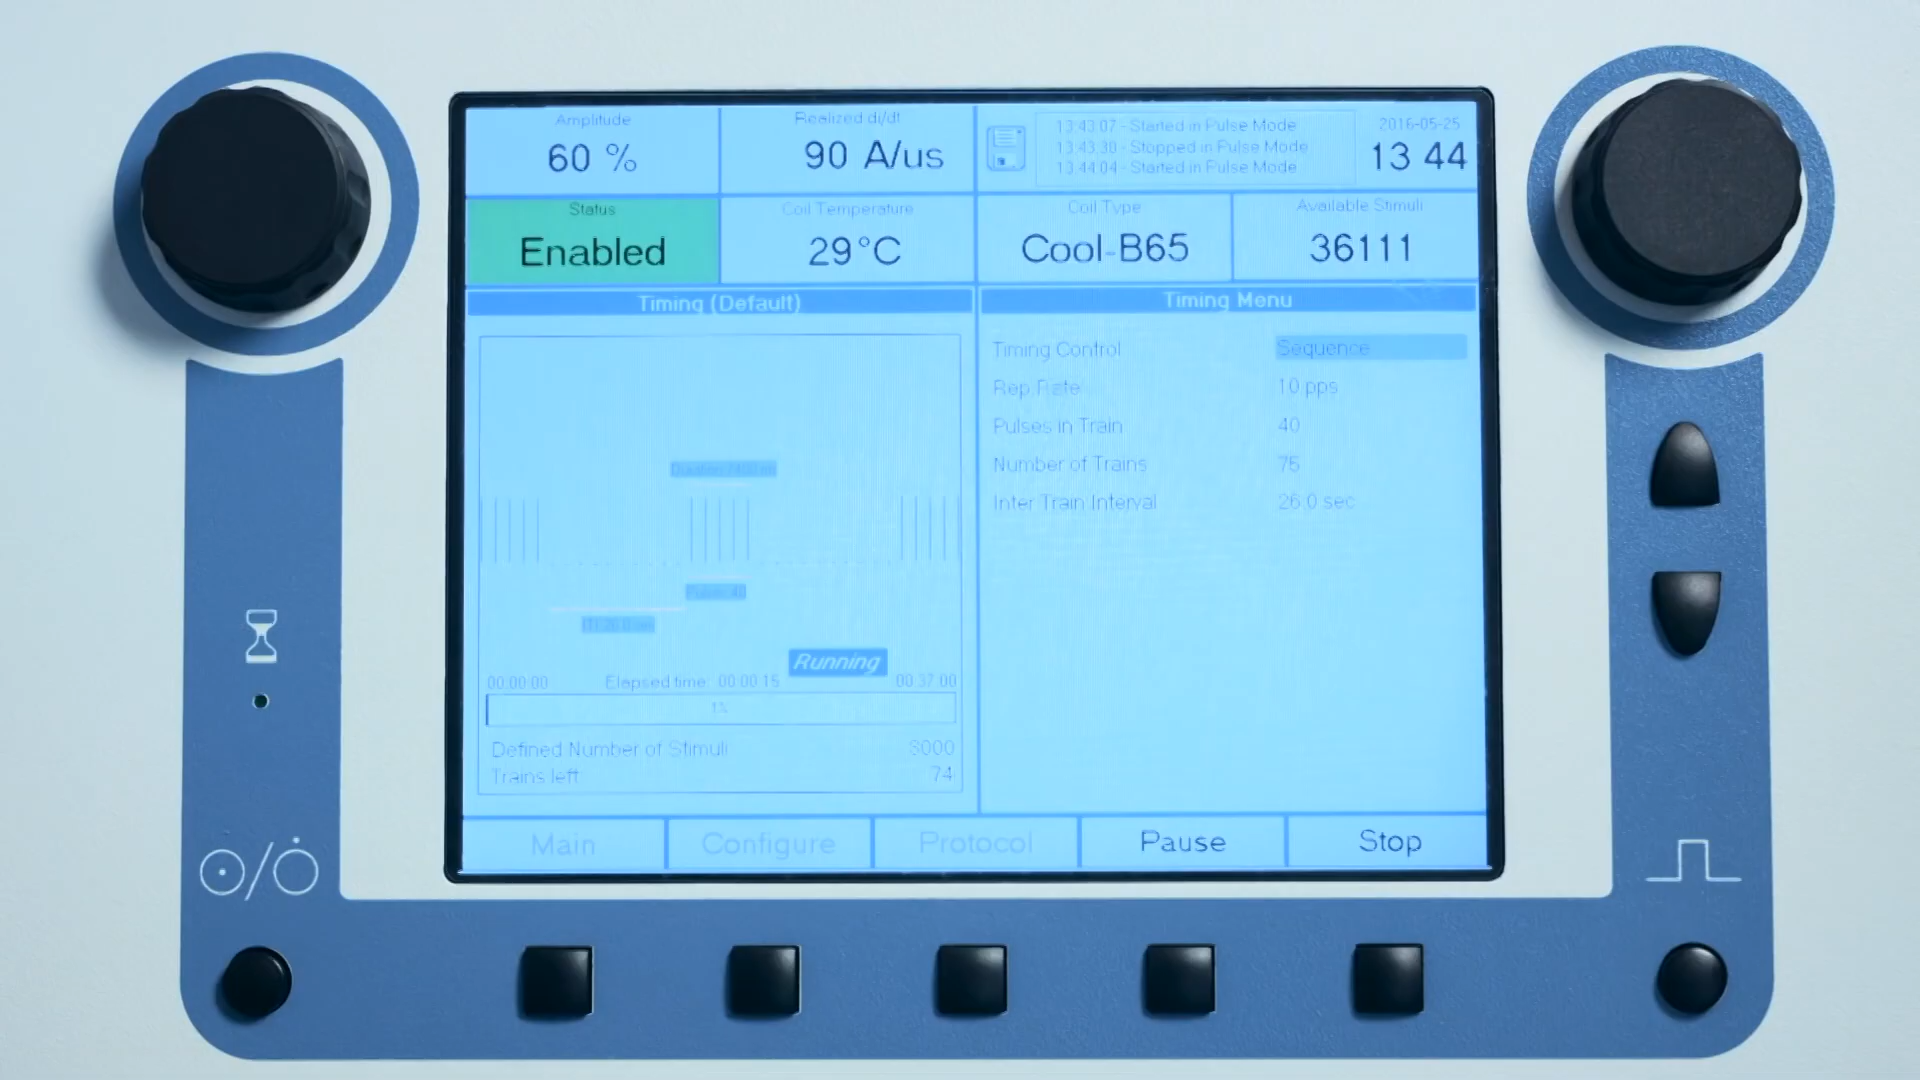 Amplitude
60 %
Realized di/dt
90 A/us
13:43:07 - Started in Pulse Mode
13:43:30 - Stopped in Pulse Mode
13:44:04 - Started in Pulse Mode
2016-05-25
13 44
Status
Enabled
Coil Temperature
29°C
Coil Type
Cool-B65
Available Stimuli
36111
Timing (Default)
Timing Menu
Timing Control Sequence
Rep Rate 10 pps
Pulses in Train 40
Number of Trains 75
Inter Train Interval 26.0 sec
Running
00:00:00 Elapsed time: 00:00:15 00:37:00
1%
Defined Number of Stimuli 3000
Trains left 74
Main Configure Protocol Pause Stop